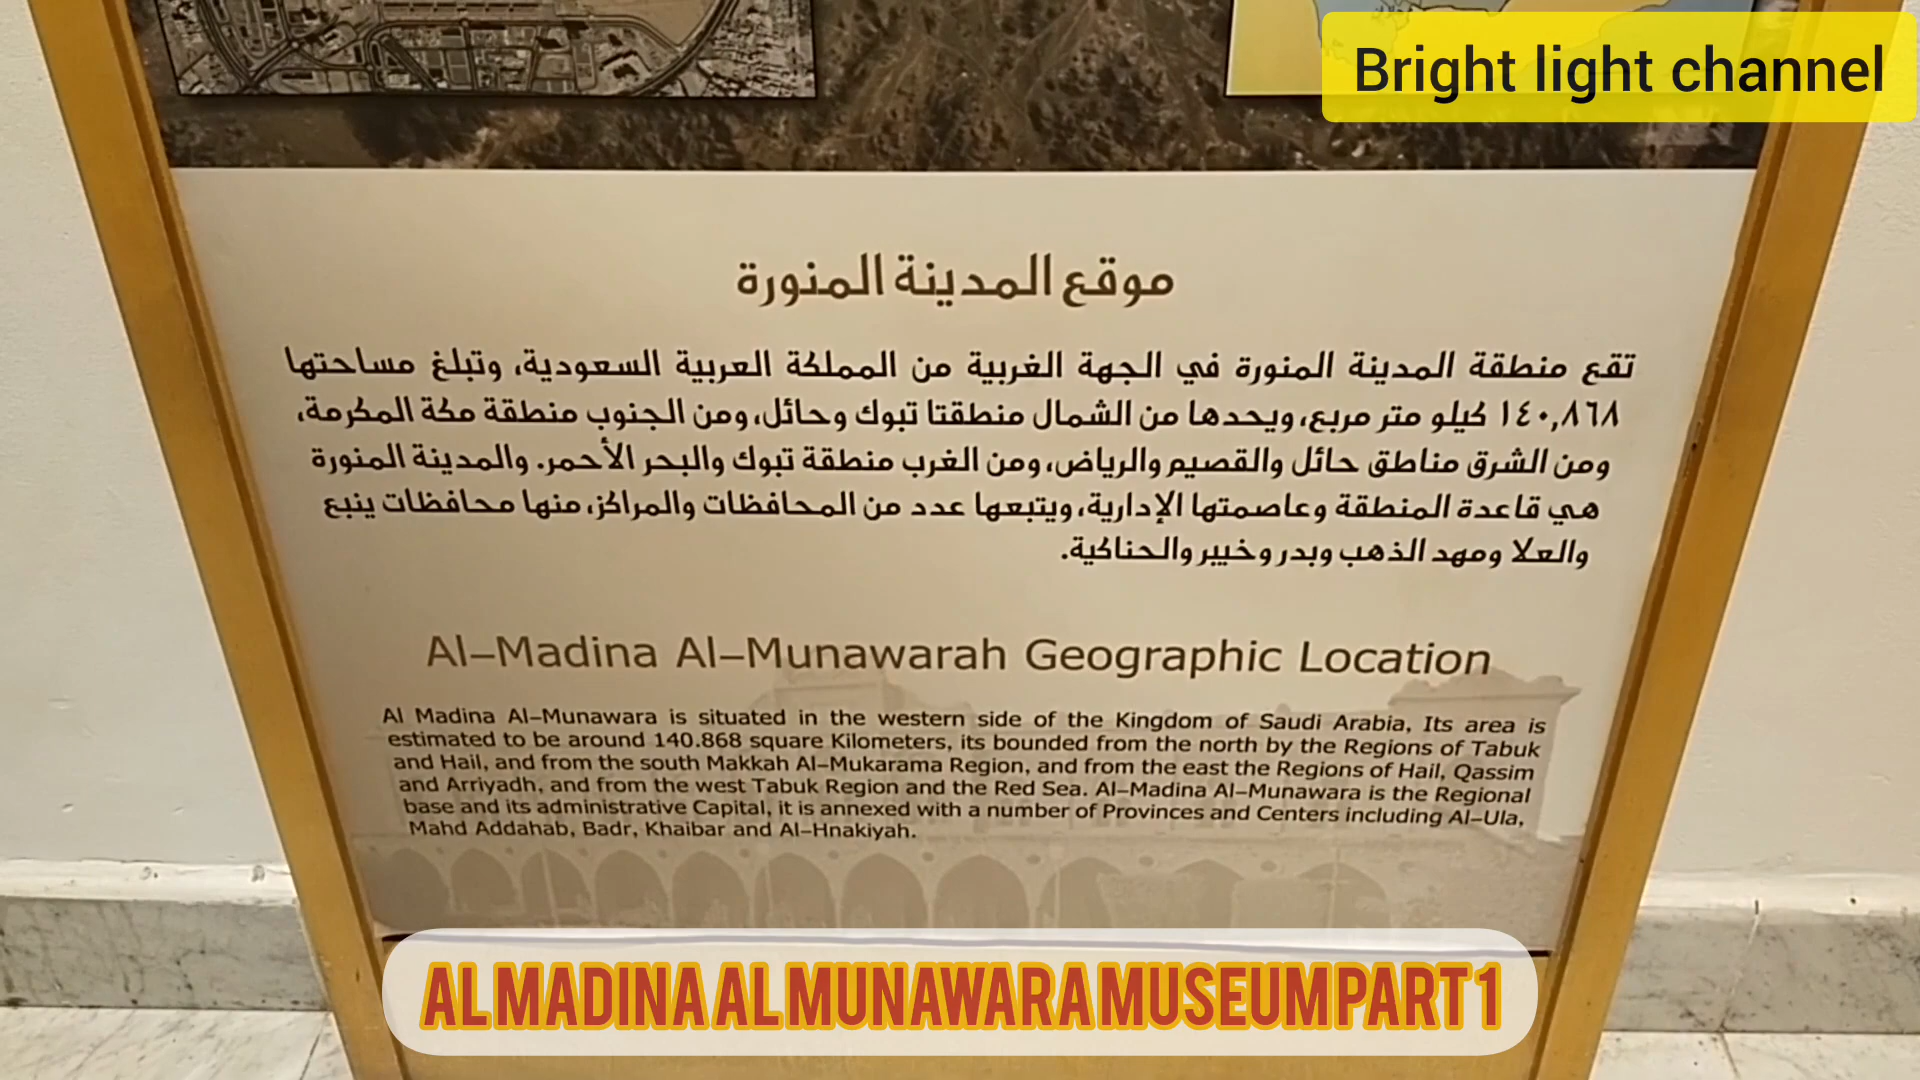 Bright light channel
موقع المدينة المنورة
تقع منطقة المدينة المنورة في الجهة الغربية من المملكة العربية السعودية، وتبلغ مساحتها
١٤٠,٨٦٨ كيلو متر مربع، ويحدها من الشمال منطقتا تبوك وحائل، ومن الجنوب منطقة مكة المكرمة،
ومن الشرق مناطق حائل والقصيم والرياض، ومن الغرب منطقة تبوك والبحر الأحمر. والمدينة المنورة
هي قاعدة المنطقة وعاصمتها الإدارية، ويتبعها عدد من المحافظات والمراكز، منها محافظات ينبع
والعلا ومهد الذهب وبدر وخيبر والحناكية.
Al-Madina Al-Munawarah Geographic Location
Al Madina Al-Munawara is situated in the western side of the Kingdom of Saudi Arabia, Its area is
estimated to be around 140.868 square Kilometers, its bounded from the north by the Regions of Tabuk
and Hail, and from the south Makkah Al-Mukarama Region, and from the east the Regions of Hail, Qassim
and Arriyadh, and from the west Tabuk Region and the Red Sea. Al-Madina Al-Munawara is the Regional
base and its administrative Capital, it is annexed with a number of Provinces and Centers including Al-Ula,
Mahd Addahab, Badr, Khaibar and Al-Hnakiyah.
AL MADINA AL MUNAWARA MUSEUM PART 1